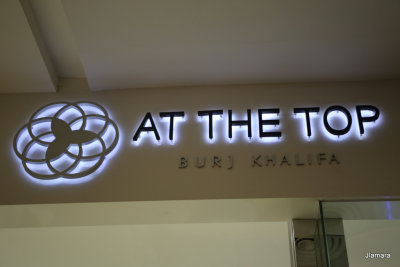 AT THE TOP
BURJ KHALIFA
Jlamara